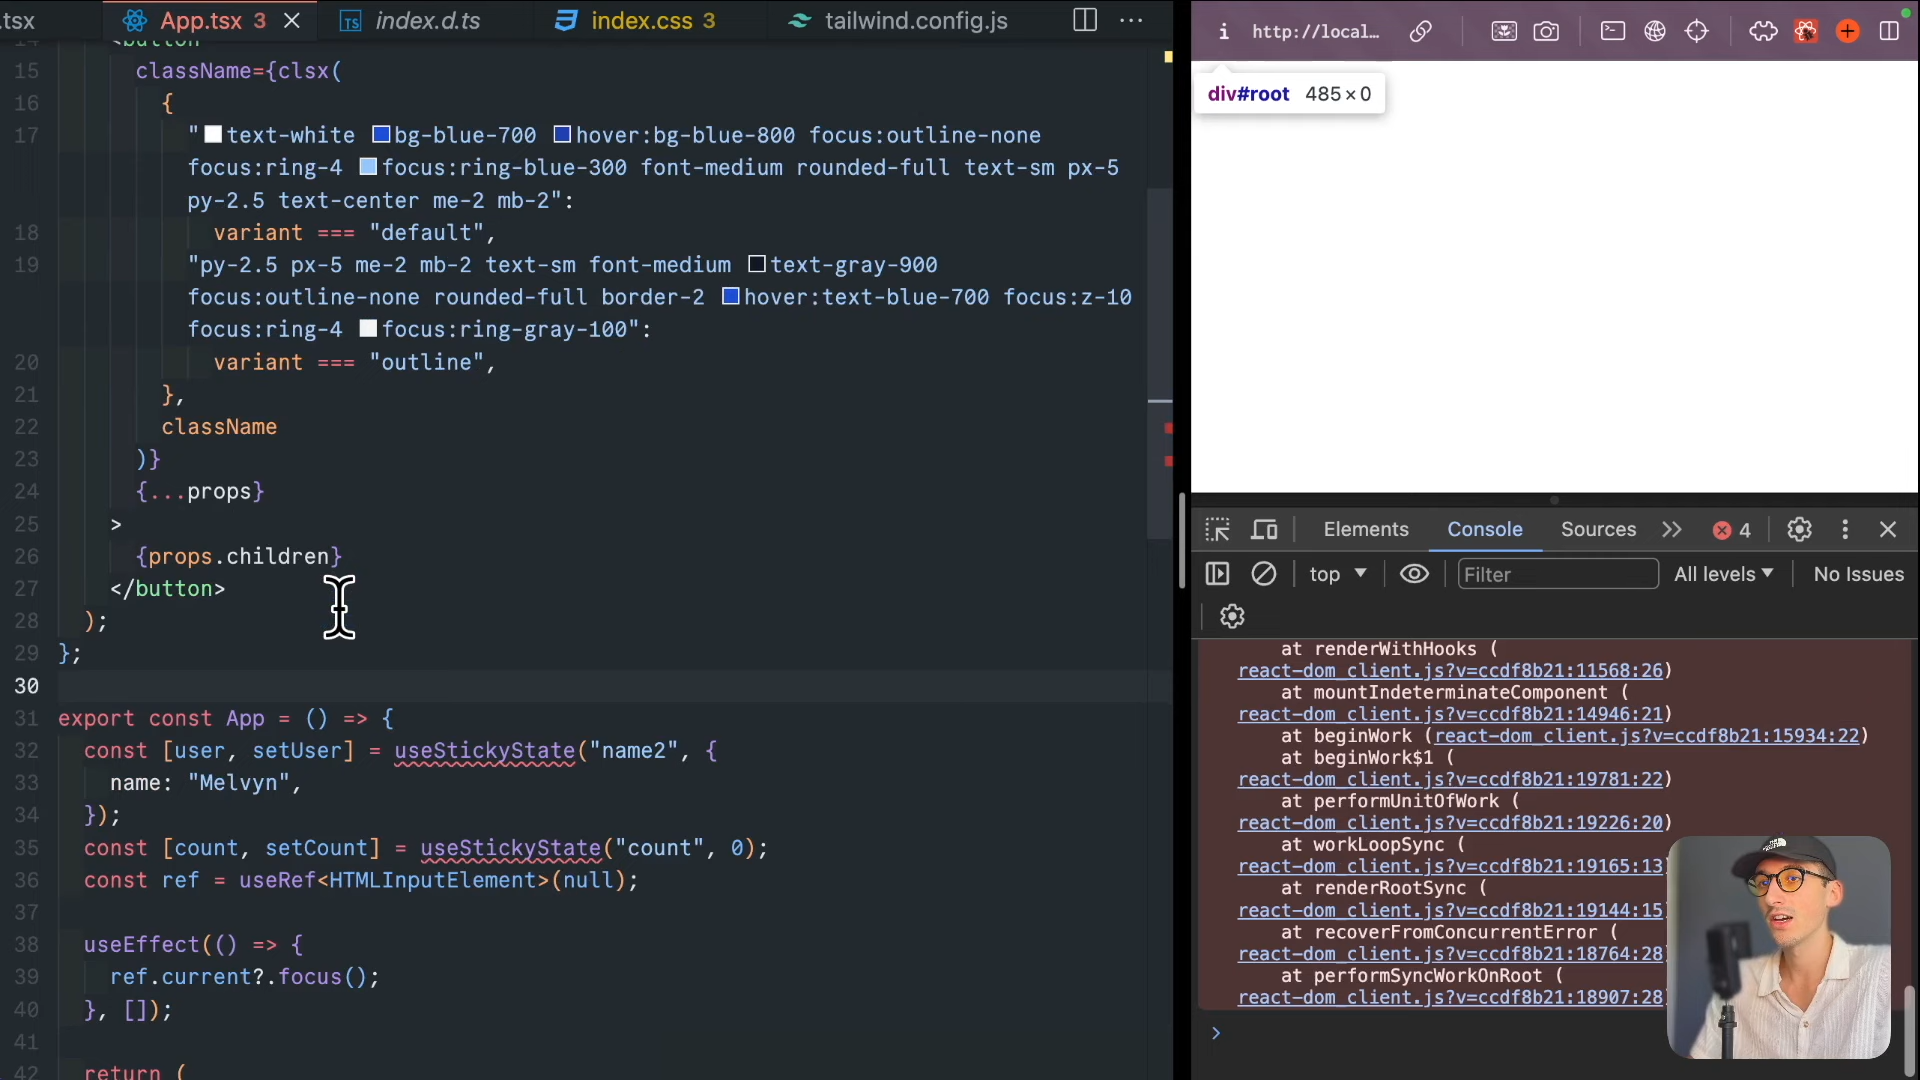 .tsx
App.tsx 3
index.d.ts
index.css 3
tailwind.config.js
14 <button
15 className={clsx(
16 {
17 "text-white bg-blue-700 hover:bg-blue-800 focus:outline-none
focus:ring-4 focus:ring-blue-300 font-medium rounded-full text-sm px-5
py-2.5 text-center me-2 mb-2":
18 variant === "default",
19 "py-2.5 px-5 me-2 mb-2 text-sm font-medium text-gray-900
focus:outline-none rounded-full border-2 hover:text-blue-700 focus:z-10
focus:ring-4 focus:ring-gray-100":
20 variant === "outline",
21 },
22 className
23 )}
24 {...props}
25 >
26 {props.children}
27 </button>
28 );
29 };
30
31 export const App = () => {
32 const [user, setUser] = useStickyState("name2", {
33 name: "Melvyn",
34 });
35 const [count, setCount] = useStickyState("count", 0);
36 const ref = useRef<HTMLInputElement>(null);
37
38 useEffect(() => {
39 ref.current?.focus();
40 }, []);
41
42 return (
http://local…
div#root 485×0
Elements Console Sources 4
top Filter All levels No Issues
at renderWithHooks (
react-dom_client.js?v=ccdf8b21:11568:26)
at mountIndeterminateComponent (
react-dom_client.js?v=ccdf8b21:14946:21)
at beginWork (react-dom_client.js?v=ccdf8b21:15934:22)
at beginWork$1 (
react-dom_client.js?v=ccdf8b21:19781:22)
at performUnitOfWork (
react-dom_client.js?v=ccdf8b21:19226:20)
at workLoopSync (
react-dom_client.js?v=ccdf8b21:19165:13)
at renderRootSync (
react-dom_client.js?v=ccdf8b21:19144:15
at recoverFromConcurrentError (
react-dom_client.js?v=ccdf8b21:18764:28
at performSyncWorkOnRoot (
react-dom_client.js?v=ccdf8b21:18907:28